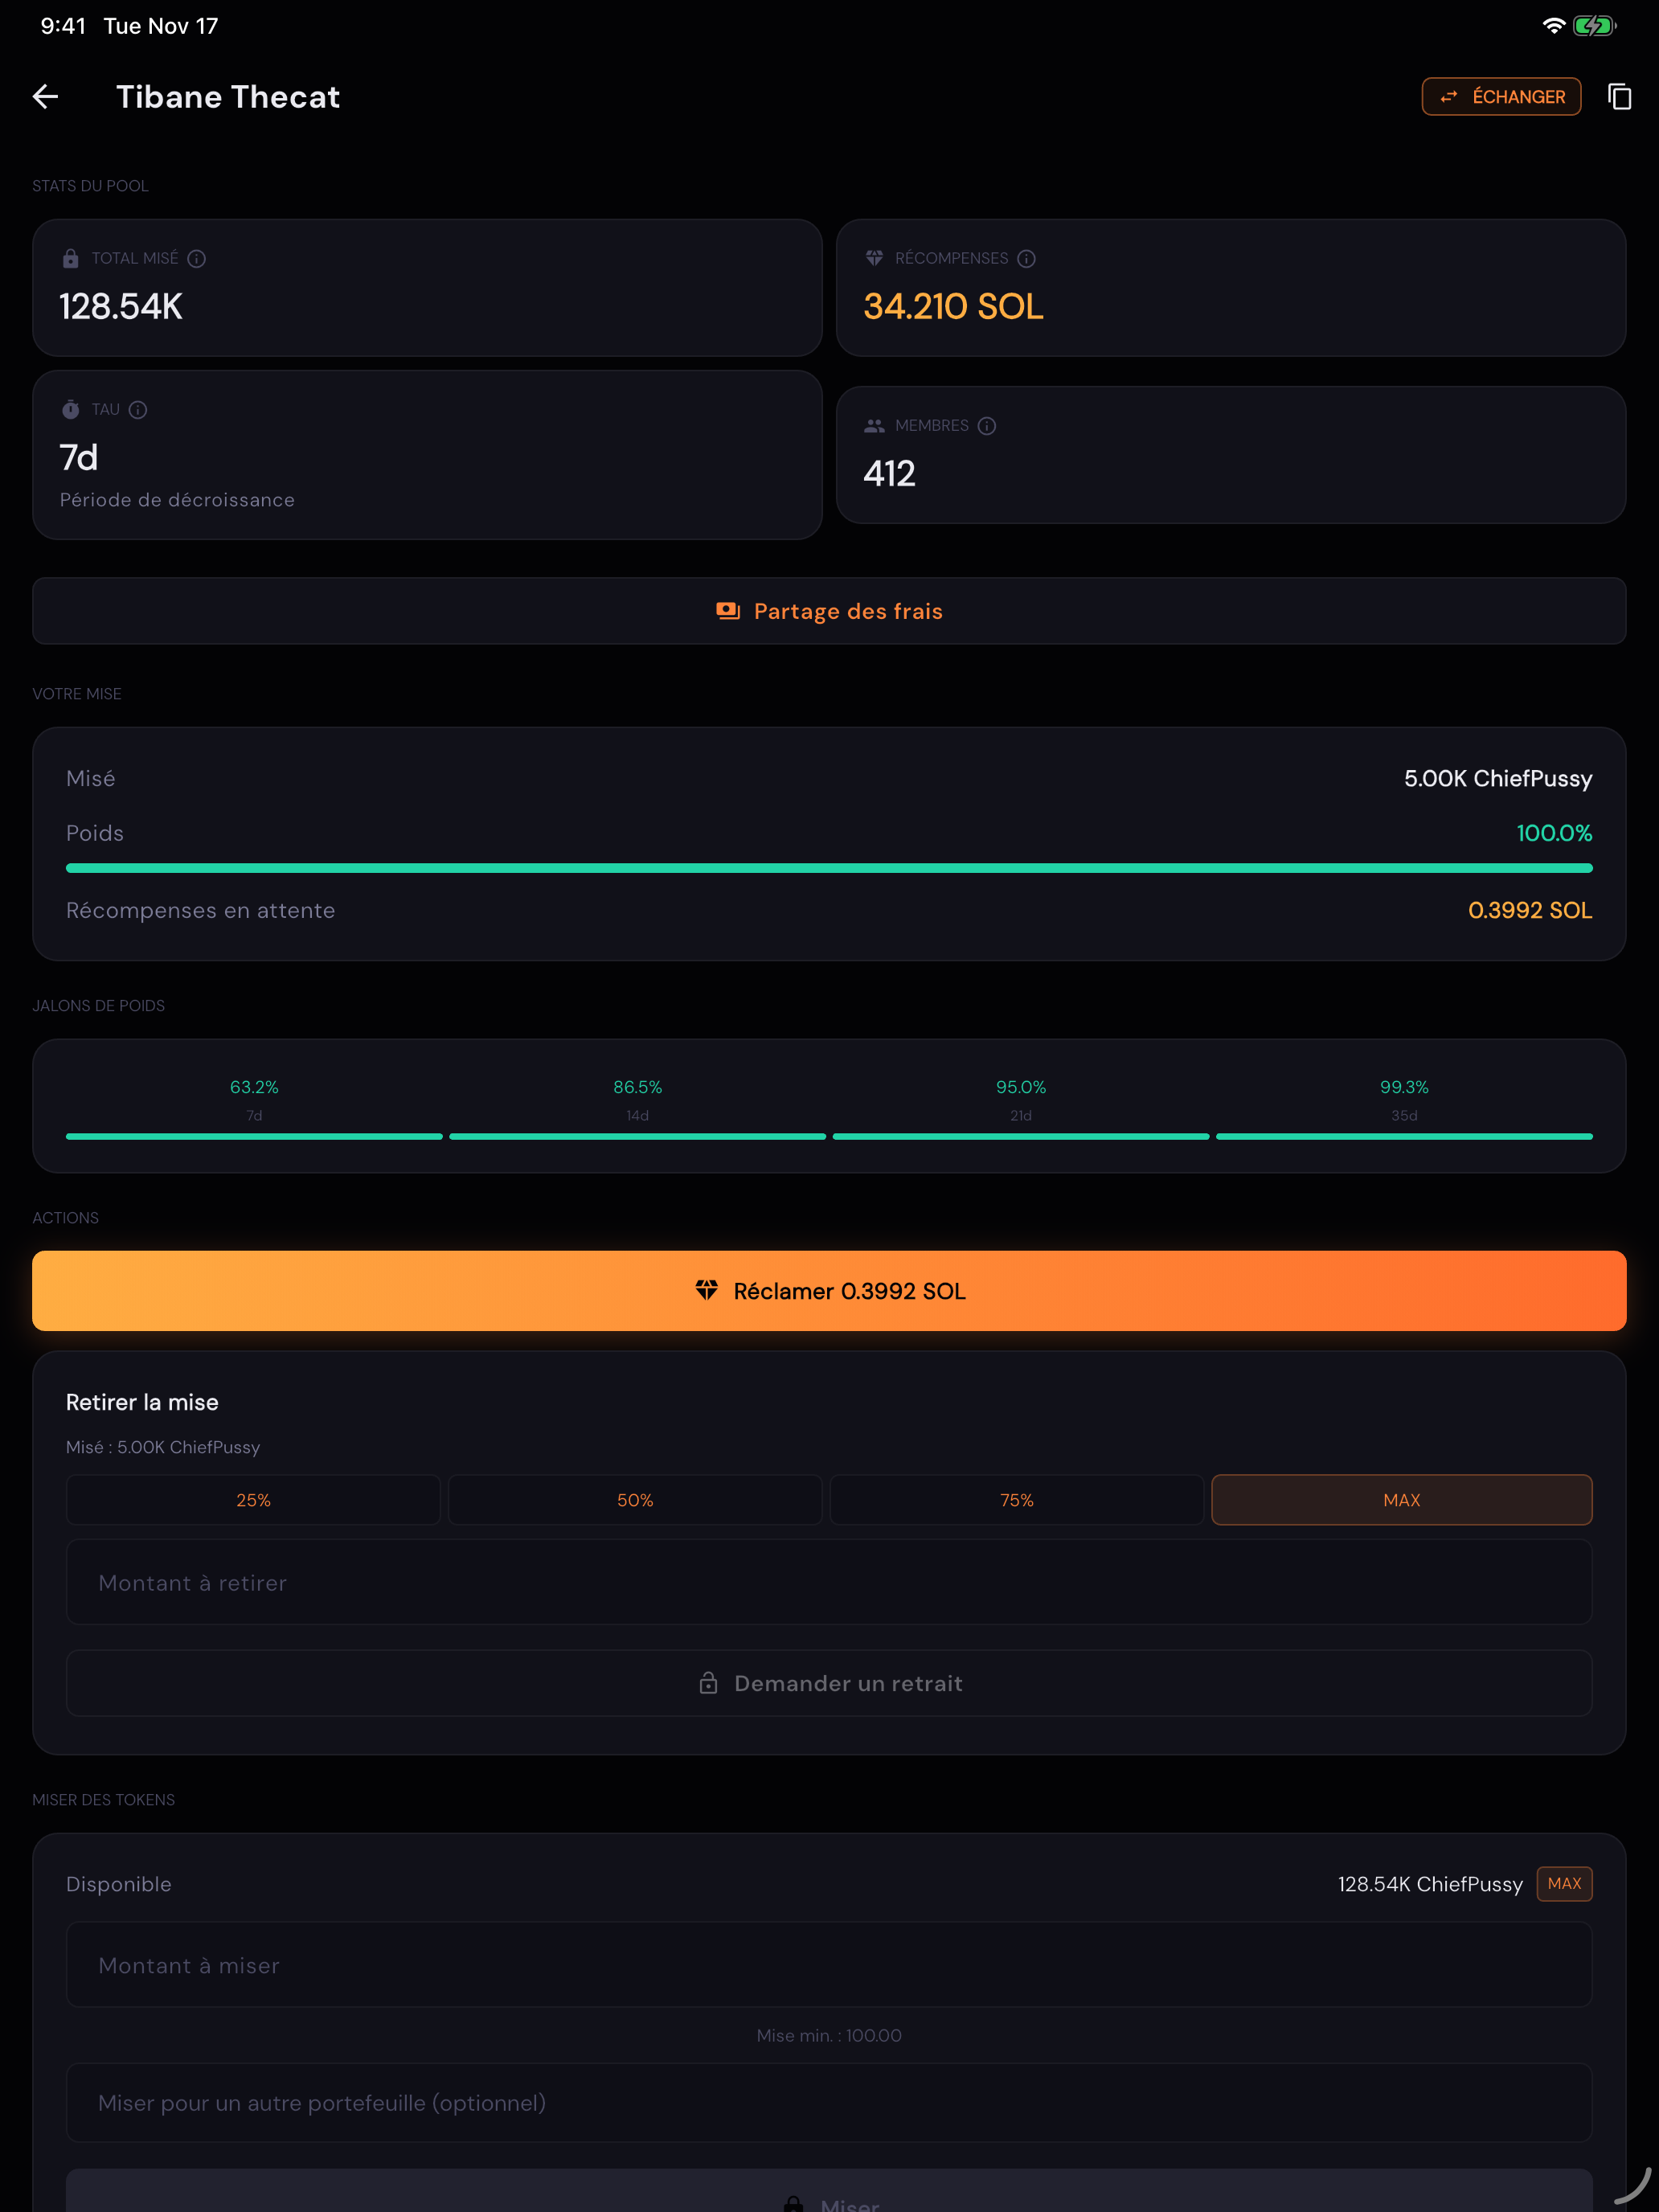 9:41 Tue Nov 17
Tibane Thecat
ÉCHANGER
STATS DU POOL
TOTAL MISÉ
128.54K
RÉCOMPENSES
34.210 SOL
TAU
7d
Période de décroissance
MEMBRES
412
Partage des frais
VOTRE MISE
Misé
5.00K ChiefPussy
Poids
100.0%
Récompenses en attente
0.3992 SOL
JALONS DE POIDS
63.2% 86.5% 95.0% 99.3%
7d 14d 21d 35d
ACTIONS
Réclamer 0.3992 SOL
Retirer la mise
Misé : 5.00K ChiefPussy
25% 50% 75% MAX
Montant à retirer
Demander un retrait
MISER DES TOKENS
Disponible
128.54K ChiefPussy MAX
Montant à miser
Mise min. : 100.00
Miser pour un autre portefeuille (optionnel)
Miser